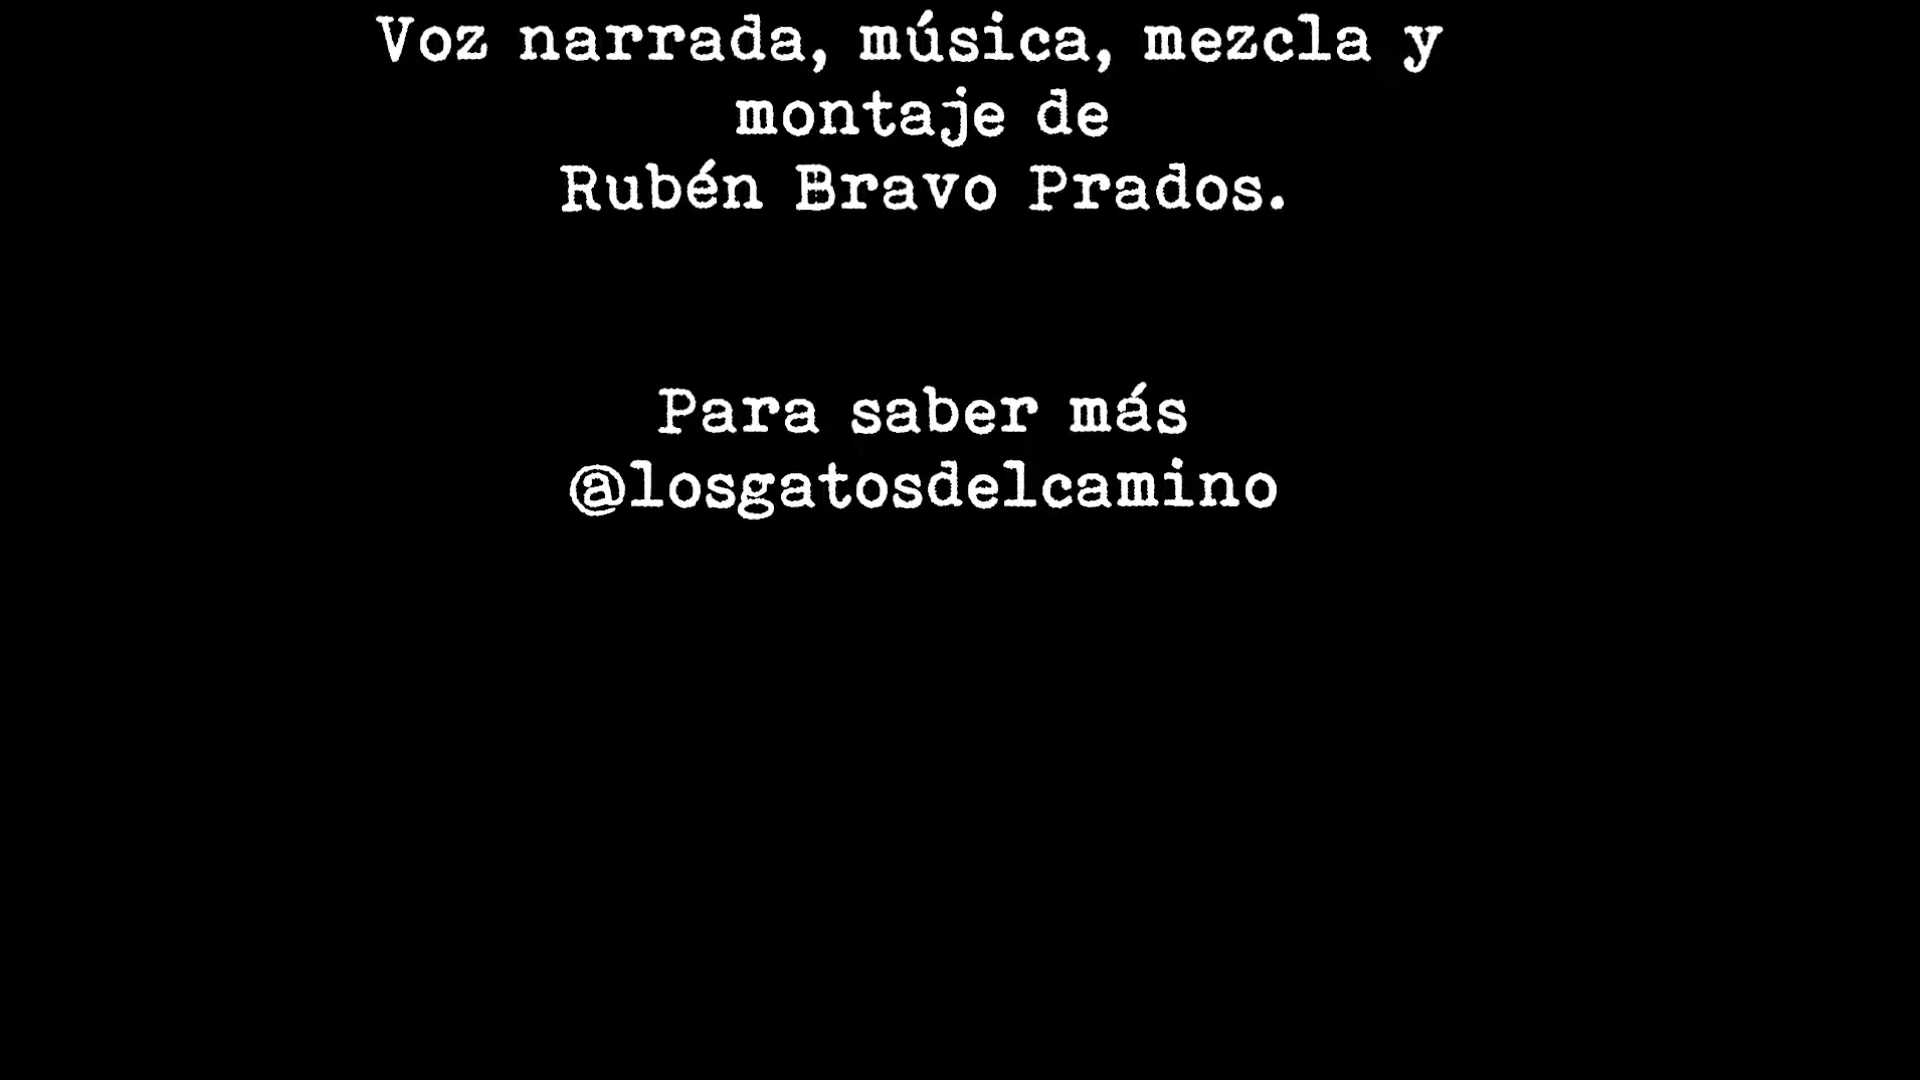 Voz narrada, música, mezcla y
montaje de
Rubén Bravo Prados.
Para saber más
@losgatosdelcamino